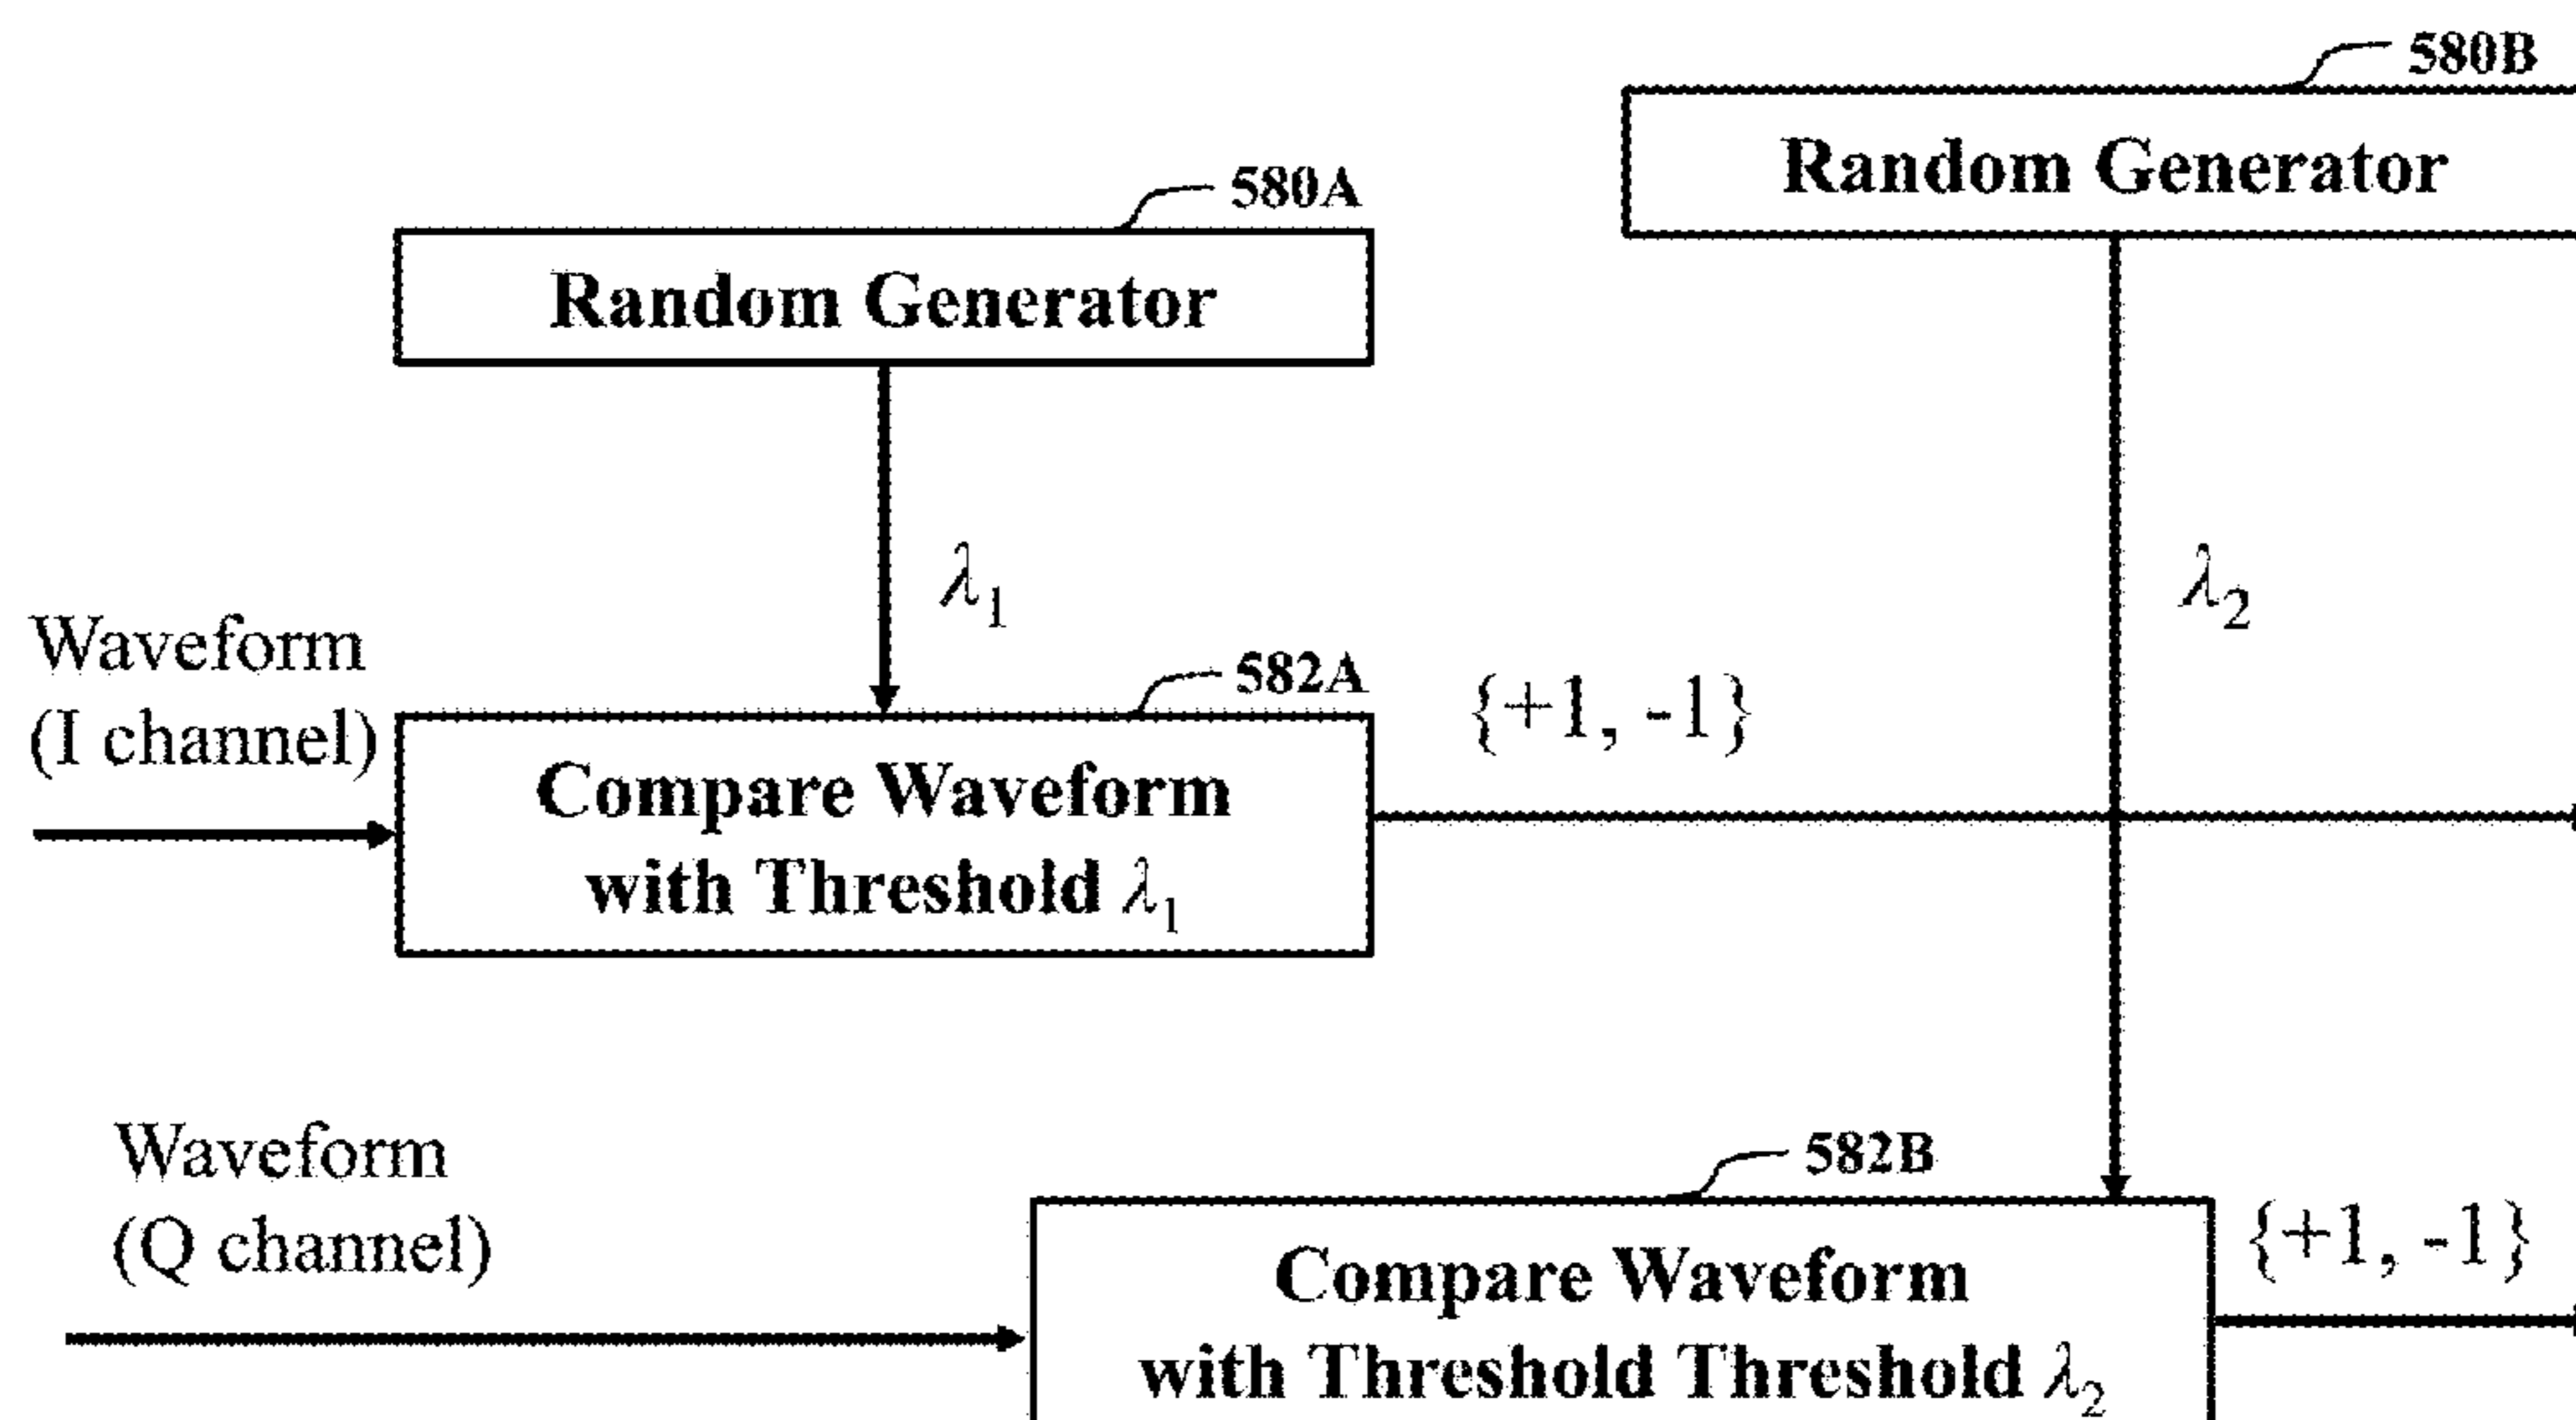 580B
Random Generator
580A
Random Generator
λ1
λ2
Waveform
(I channel)
582A
{+1, -1}
Compare Waveform
with Threshold λ1
Waveform
(Q channel)
582B
{+1, -1}
Compare Waveform
with Threshold Threshold λ2